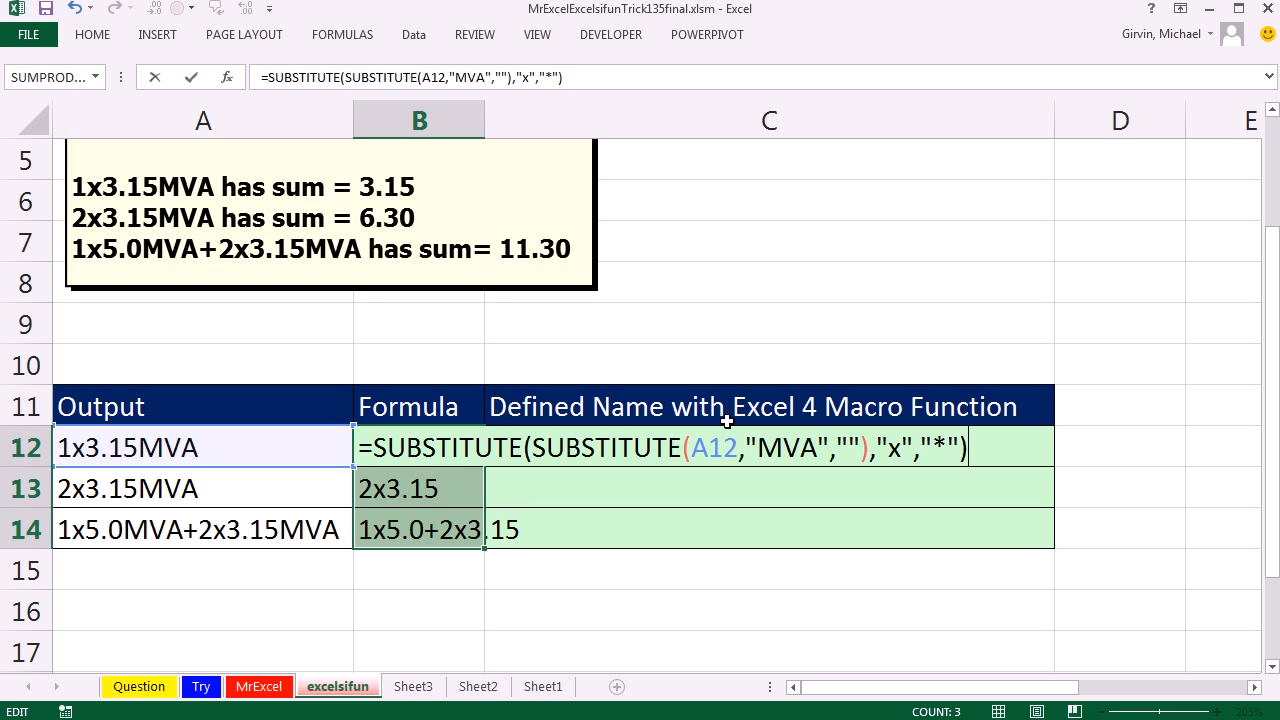 MrExcelExcelsifunTrick135final.xlsm - Excel
FILE HOME INSERT PAGE LAYOUT FORMULAS Data REVIEW VIEW DEVELOPER POWERPIVOT Girvin, Michael
SUMPROD... fx =SUBSTITUTE(SUBSTITUTE(A12,"MVA",""),"x","*")
A B C D E
5
1x3.15MVA has sum = 3.15
6
2x3.15MVA has sum = 6.30
7
1x5.0MVA+2x3.15MVA has sum= 11.30
8
9
10
11 Output Formula Defined Name with Excel 4 Macro Function
12 1x3.15MVA =SUBSTITUTE(SUBSTITUTE(A12,"MVA",""),"x","*")
13 2x3.15MVA 2x3.15
14 1x5.0MVA+2x3.15MVA 1x5.0+2x3.15
15
16
17
Question Try MrExcel excelsifun Sheet3 Sheet2 Sheet1
EDIT COUNT: 3 205%